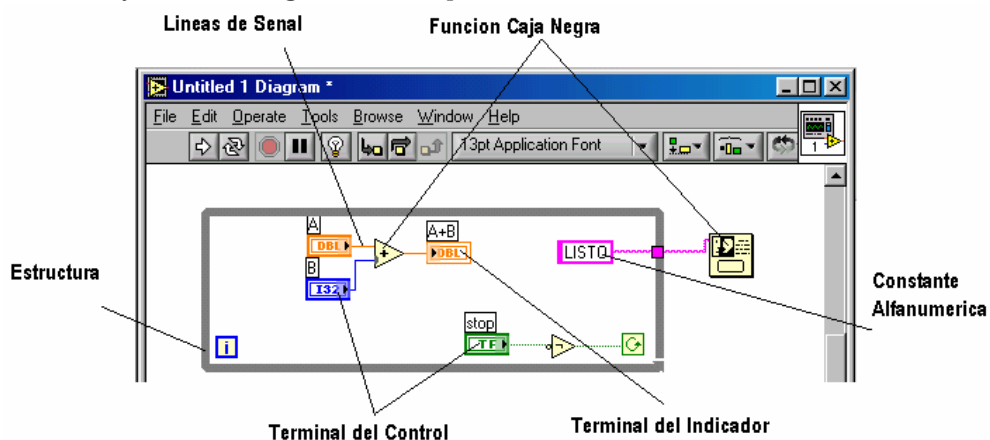 Lineas de Senal
Funcion Caja Negra
Untitled 1 Diagram *
File Edit Operate Tools Browse Window Help
13pt Application Font
1
A
DBL
A+B
DBL
B
I32
LISTO
Estructura
Constante
Alfanumerica
stop
TF
i
Terminal del Control
Terminal del Indicador